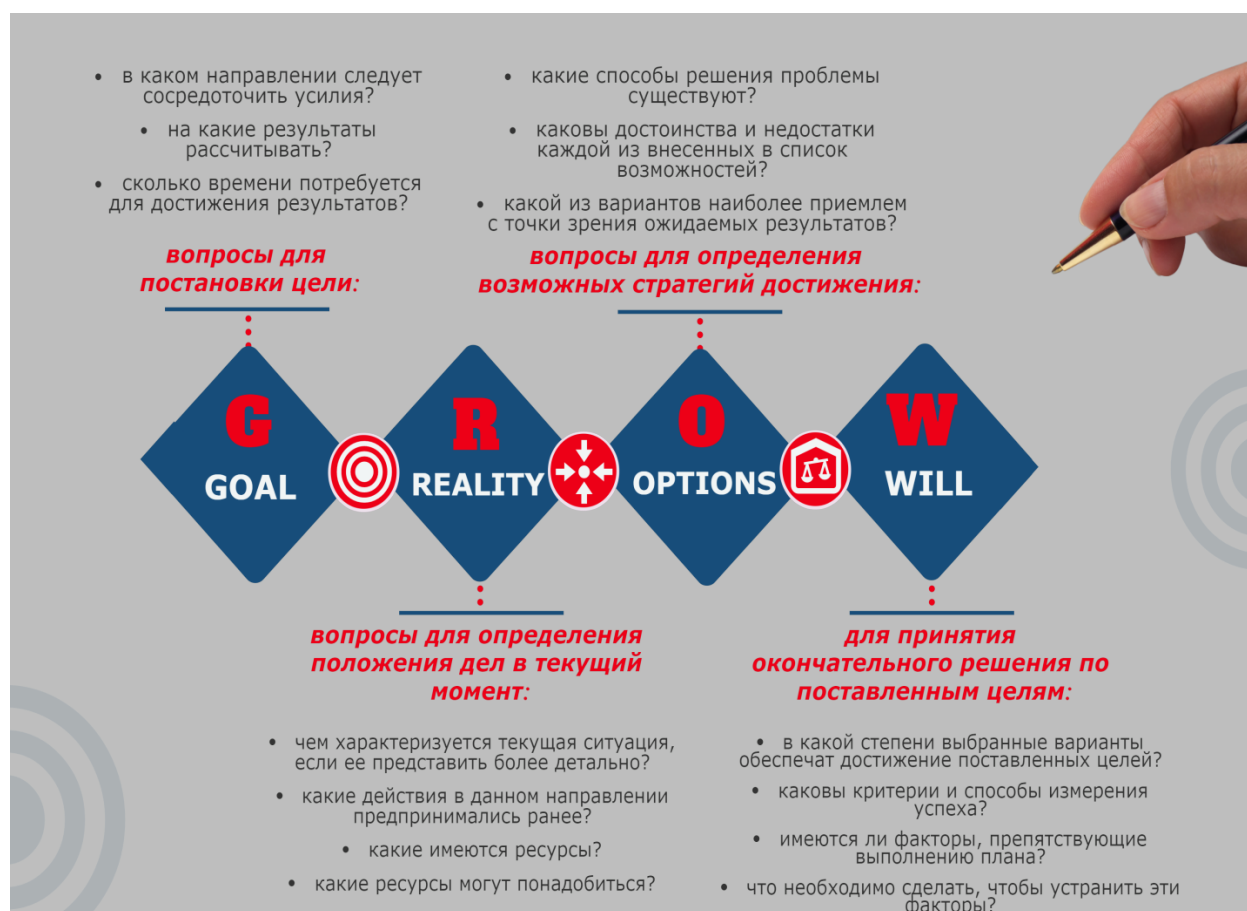 • в каком направлении следует
сосредоточить усилия?
• на какие результаты
рассчитывать?
• сколько времени потребуется
для достижения результатов?
вопросы для
постановки цели:
• какие способы решения проблемы
существуют?
• каковы достоинства и недостатки
каждой из внесенных в список
возможностей?
• какой из вариантов наиболее приемлем
с точки зрения ожидаемых результатов?
вопросы для определения
возможных стратегий достижения:
G
GOAL
R
REALITY
O
OPTIONS
W
WILL
вопросы для определения
положения дел в текущий
момент:
• чем характеризуется текущая ситуация,
если ее представить более детально?
• какие действия в данном направлении
предпринимались ранее?
• какие имеются ресурсы?
• какие ресурсы могут понадобиться?
для принятия
окончательного решения по
поставленным целям:
• в какой степени выбранные варианты
обеспечат достижение поставленных целей?
• каковы критерии и способы измерения
успеха?
• имеются ли факторы, препятствующие
выполнению плана?
• что необходимо сделать, чтобы устранить эти
факторы?